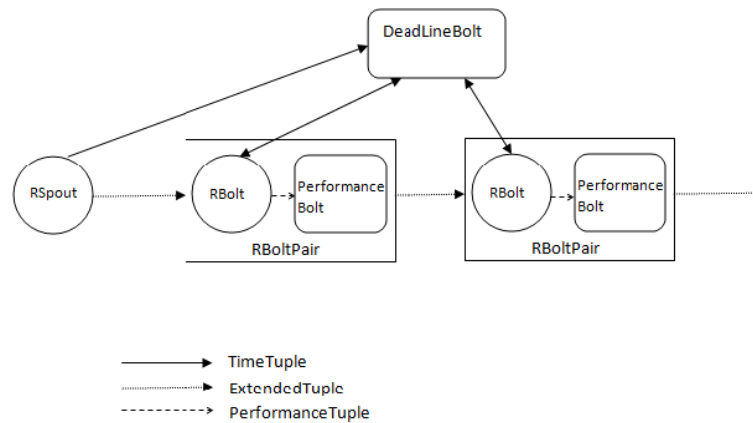 DeadLineBolt
RSpout
RBolt
Performance
Bolt
RBoltPair
RBolt
Performance
Bolt
RBoltPair
TimeTuple
ExtendedTuple
PerformanceTuple